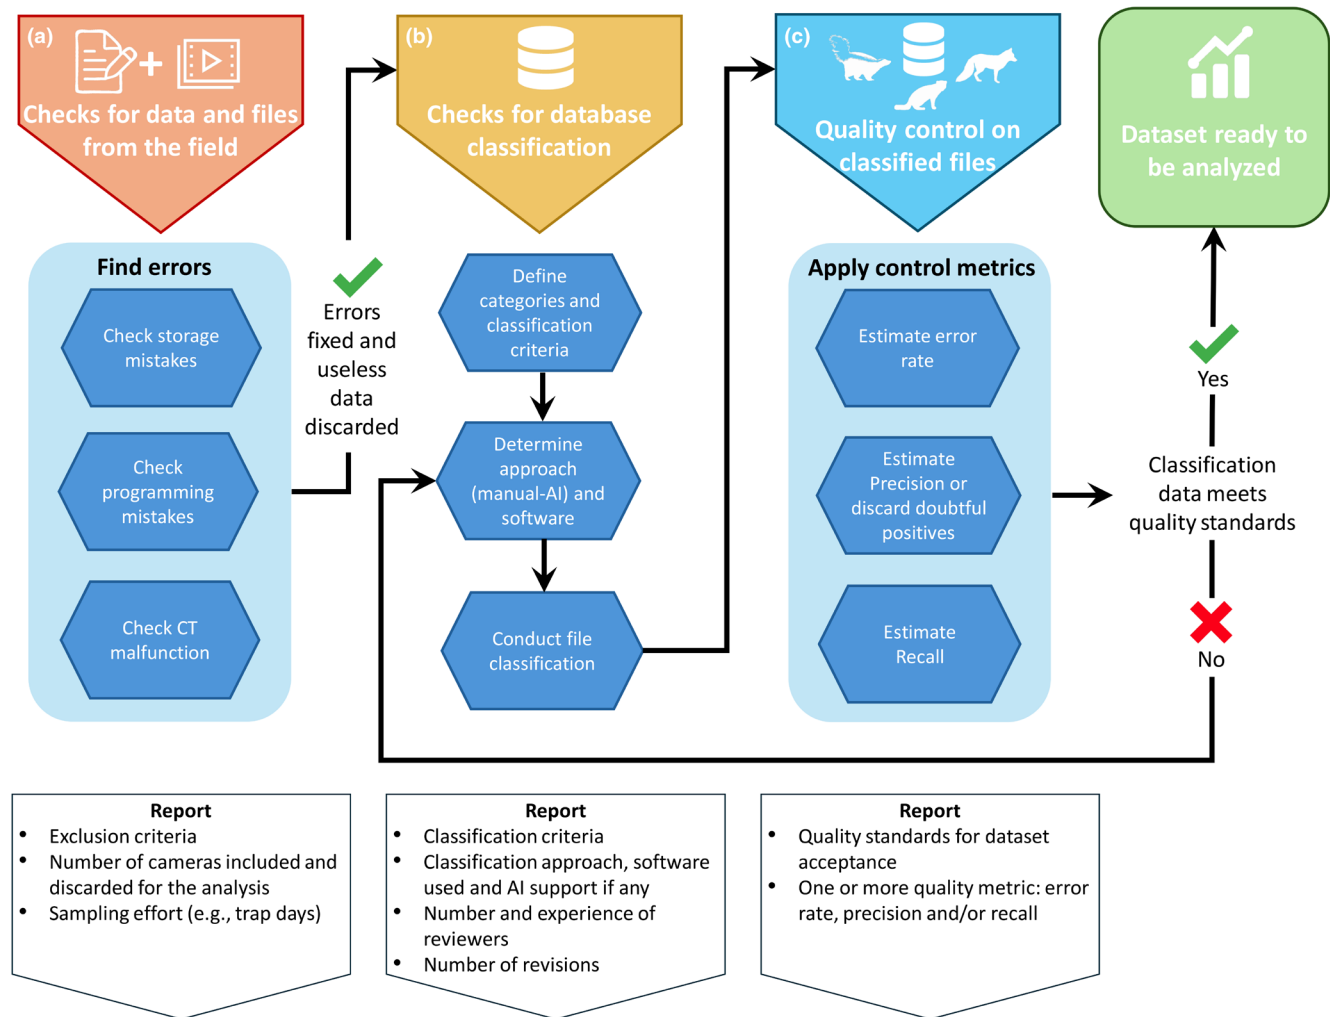 (a)
Checks for data and files
from the field
Find errors
Check storage
mistakes
Check
programming
mistakes
Check CT
malfunction
Errors
fixed and
useless
data
discarded
(b)
Checks for database
classification
Define
categories and
classification
criteria
Determine
approach
(manual-AI) and
software
Conduct file
classification
(c)
Quality control on
classified files
Apply control metrics
Estimate error
rate
Estimate
Precision or
discard doubtful
positives
Estimate
Recall
Dataset ready to
be analyzed
Yes
Classification
data meets
quality standards
No
Report
• Exclusion criteria
• Number of cameras included and
discarded for the analysis
• Sampling effort (e.g., trap days)
Report
• Classification criteria
• Classification approach, software
used and AI support if any
• Number and experience of
reviewers
• Number of revisions
Report
• Quality standards for dataset
acceptance
• One or more quality metric: error
rate, precision and/or recall